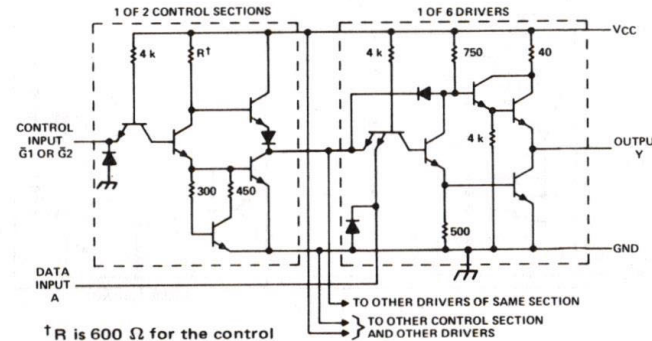 1 OF 2 CONTROL SECTIONS
1 OF 6 DRIVERS
VCC
4 k
R†
4 k
750
40
CONTROL
INPUT
Ḡ1 OR Ḡ2
4 k
OUTPU
Y
300
450
500
GND
DATA
INPUT
A
TO OTHER DRIVERS OF SAME SECTION
TO OTHER CONTROL SECTION
AND OTHER DRIVERS
†R is 600 Ω for the control